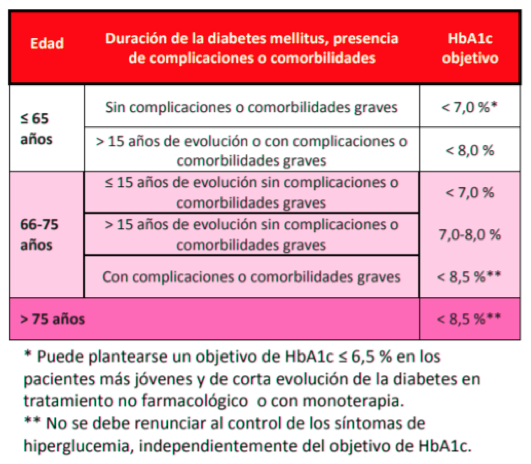 Edad
Duración de la diabetes mellitus, presencia
de complicaciones o comorbilidades
HbA1c
objetivo
≤ 65
años
Sin complicaciones o comorbilidades graves
< 7,0 %*
> 15 años de evolución o con complicaciones o
comorbilidades graves
< 8,0 %
66-75
años
≤ 15 años de evolución sin complicaciones o
comorbilidades graves
< 7,0 %
> 15 años de evolución sin complicaciones o
comorbilidades graves
7,0-8,0 %
Con complicaciones o comorbilidades graves
< 8,5 %**
> 75 años
< 8,5 %**
* Puede plantearse un objetivo de HbA1c ≤ 6,5 % en los
pacientes más jóvenes y de corta evolución de la diabetes en
tratamiento no farmacológico o con monoterapia.
** No se debe renunciar al control de los síntomas de
hiperglucemia, independientemente del objetivo de HbA1c.